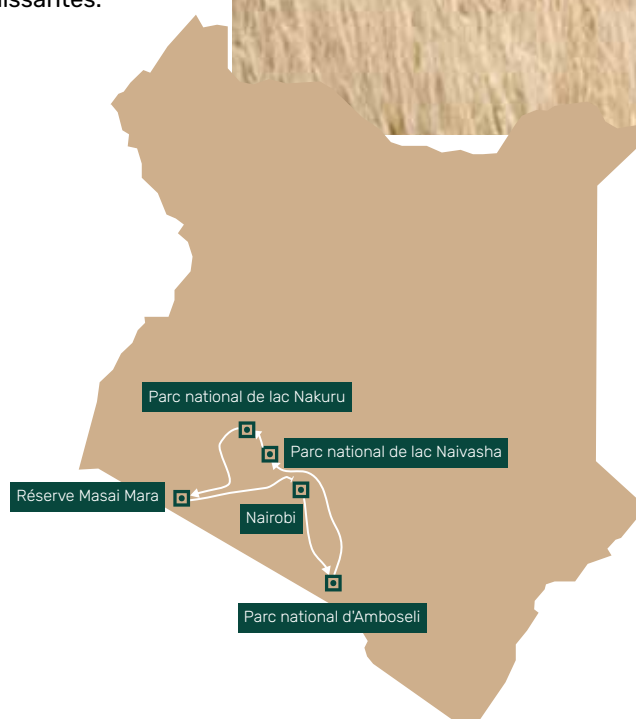 Parc national de lac Nakuru
Parc national de lac Naivasha
Réserve Masai Mara
Nairobi
Parc national d'Amboseli